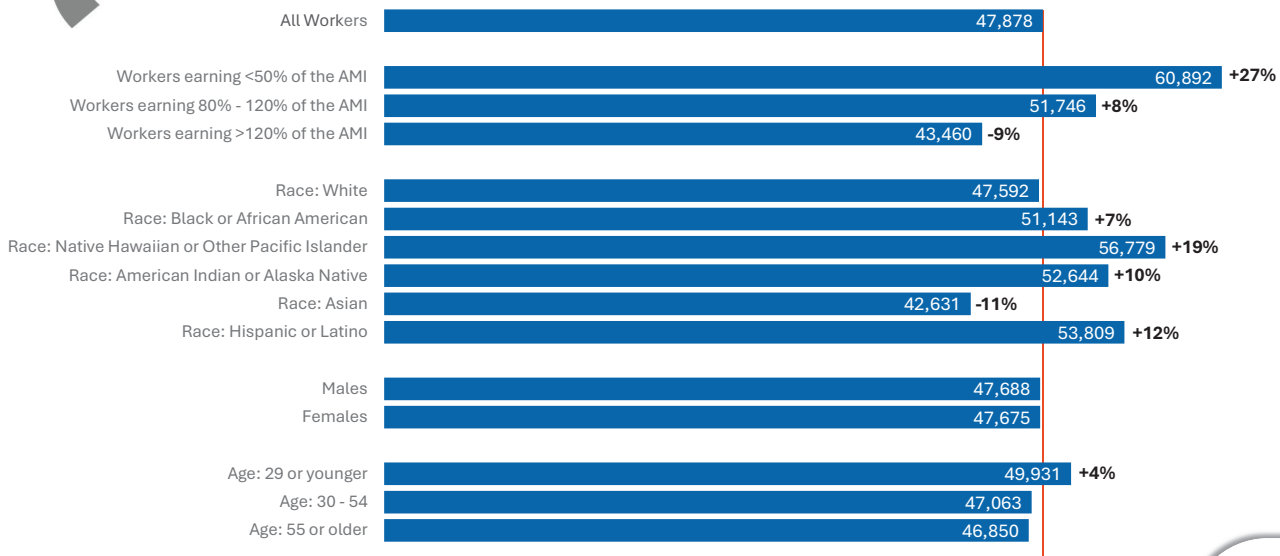 All Workers 47,878
Workers earning <50% of the AMI 60,892 +27%
Workers earning 80% - 120% of the AMI 51,746 +8%
Workers earning >120% of the AMI 43,460 -9%
Race: White 47,592
Race: Black or African American 51,143 +7%
Race: Native Hawaiian or Other Pacific Islander 56,779 +19%
Race: American Indian or Alaska Native 52,644 +10%
Race: Asian 42,631 -11%
Race: Hispanic or Latino 53,809 +12%
Males 47,688
Females 47,675
Age: 29 or younger 49,931 +4%
Age: 30 - 54 47,063
Age: 55 or older 46,850